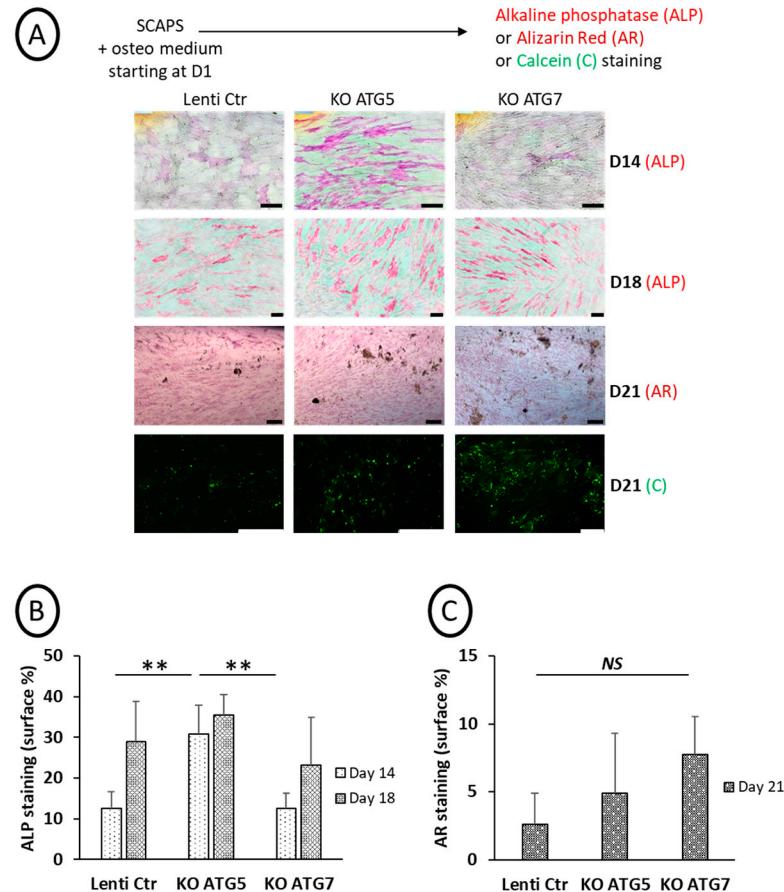 A
SCAPS
+ osteo medium
starting at D1
Alkaline phosphatase (ALP)
or Alizarin Red (AR)
or Calcein (C) staining
Lenti Ctr
KO ATG5
KO ATG7
D14 (ALP)
D18 (ALP)
D21 (AR)
D21 (C)
B
ALP staining (surface %)
50
40
30
20
10
0
** **
Day 14
Day 18
Lenti Ctr
KO ATG5
KO ATG7
C
AR staining (surface %)
15
10
5
0
NS
Day 21
Lenti Ctr
KO ATG5
KO ATG7